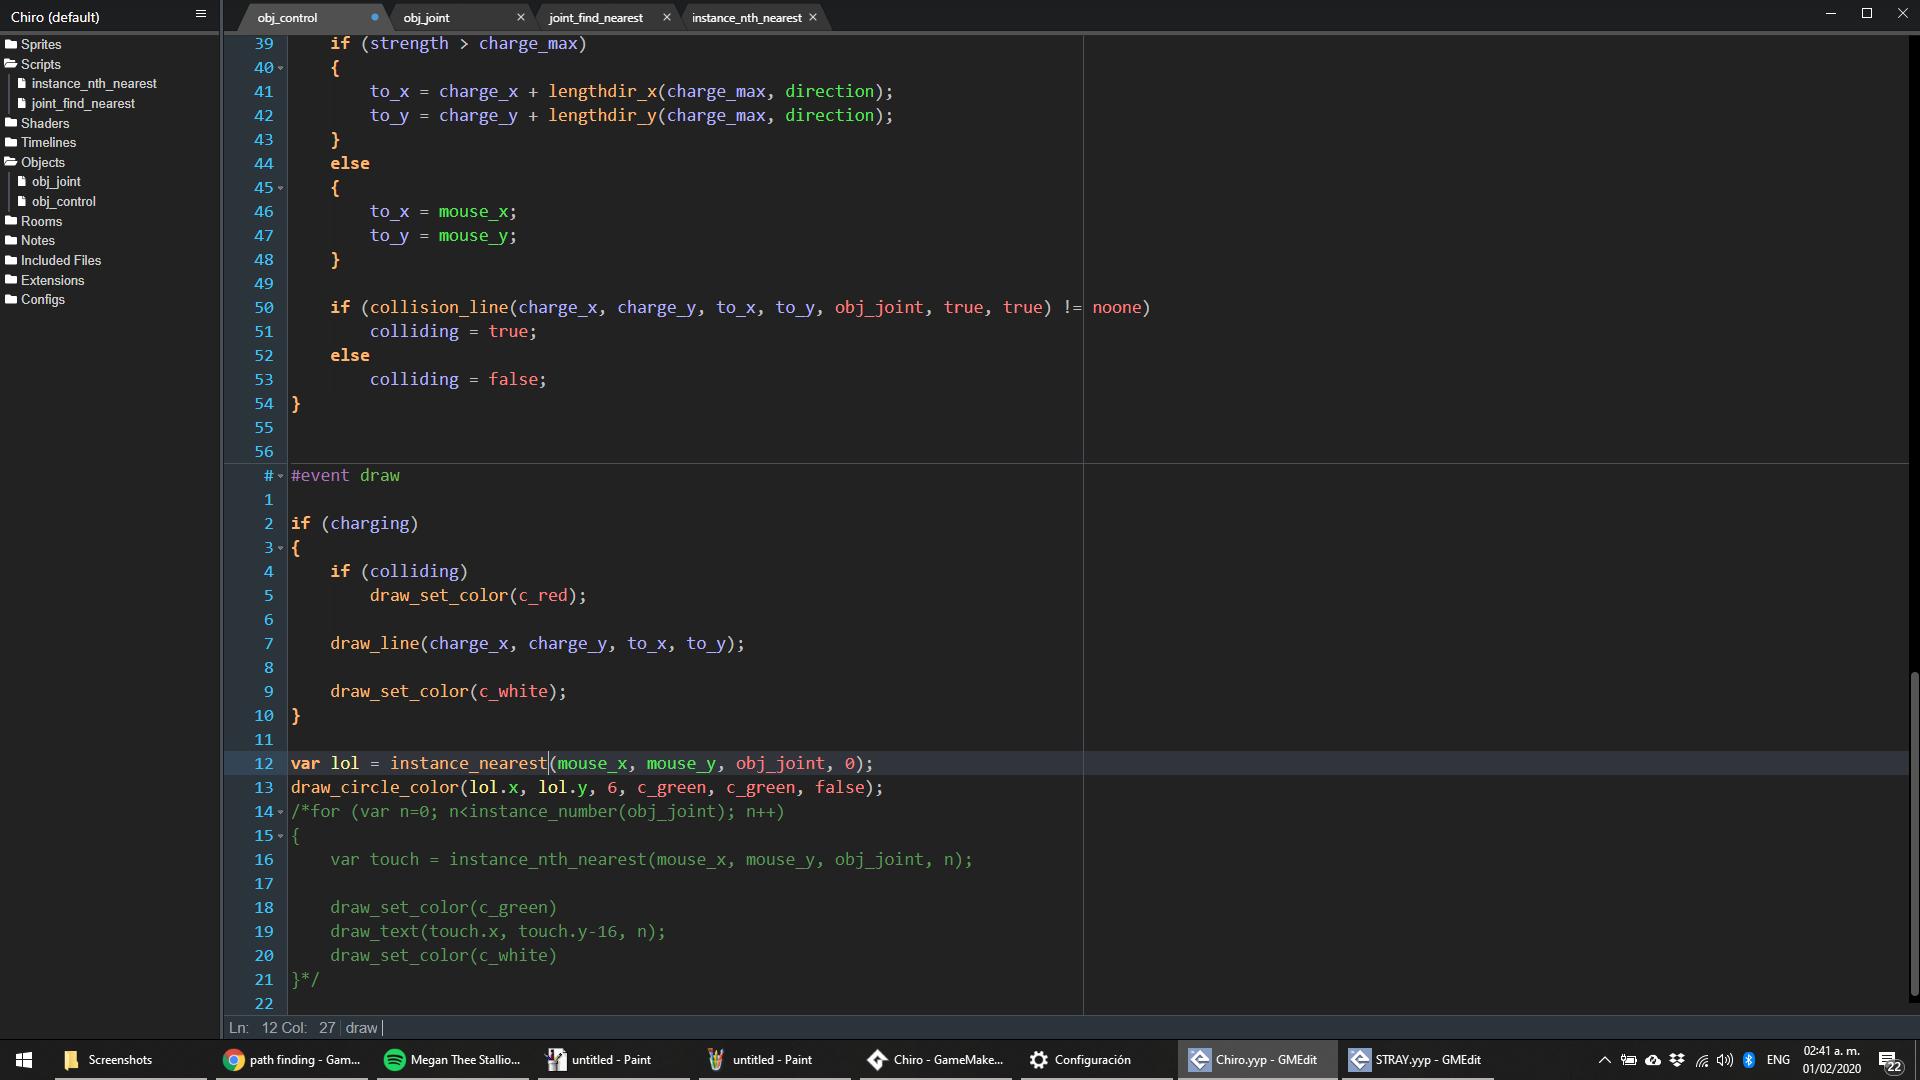 Chiro (default)
obj_control
obj_joint
joint_find_nearest
instance_nth_nearest
Sprites
Scripts
instance_nth_nearest
joint_find_nearest
Shaders
Timelines
Objects
obj_joint
obj_control
Rooms
Notes
Included Files
Extensions
Configs
39 if (strength > charge_max)
40 {
41 to_x = charge_x + lengthdir_x(charge_max, direction);
42 to_y = charge_y + lengthdir_y(charge_max, direction);
43 }
44 else
45 {
46 to_x = mouse_x;
47 to_y = mouse_y;
48 }
49
50 if (collision_line(charge_x, charge_y, to_x, to_y, obj_joint, true, true) != noone)
51 colliding = true;
52 else
53 colliding = false;
54 }
55
56
# #event draw
1
2 if (charging)
3 {
4 if (colliding)
5 draw_set_color(c_red);
6
7 draw_line(charge_x, charge_y, to_x, to_y);
8
9 draw_set_color(c_white);
10 }
11
12 var lol = instance_nearest(mouse_x, mouse_y, obj_joint, 0);
13 draw_circle_color(lol.x, lol.y, 6, c_green, c_green, false);
14 /*for (var n=0; n<instance_number(obj_joint); n++)
15 {
16 var touch = instance_nth_nearest(mouse_x, mouse_y, obj_joint, n);
17
18 draw_set_color(c_green)
19 draw_text(touch.x, touch.y-16, n);
20 draw_set_color(c_white)
21 }*/
22
Ln: 12 Col: 27 draw
Screenshots
path finding - Gam...
Megan Thee Stallio...
untitled - Paint
untitled - Paint
Chiro - GameMake...
Configuración
Chiro.yyp - GMEdit
STRAY.yyp - GMEdit
ENG
02:41 a. m.
01/02/2020
22